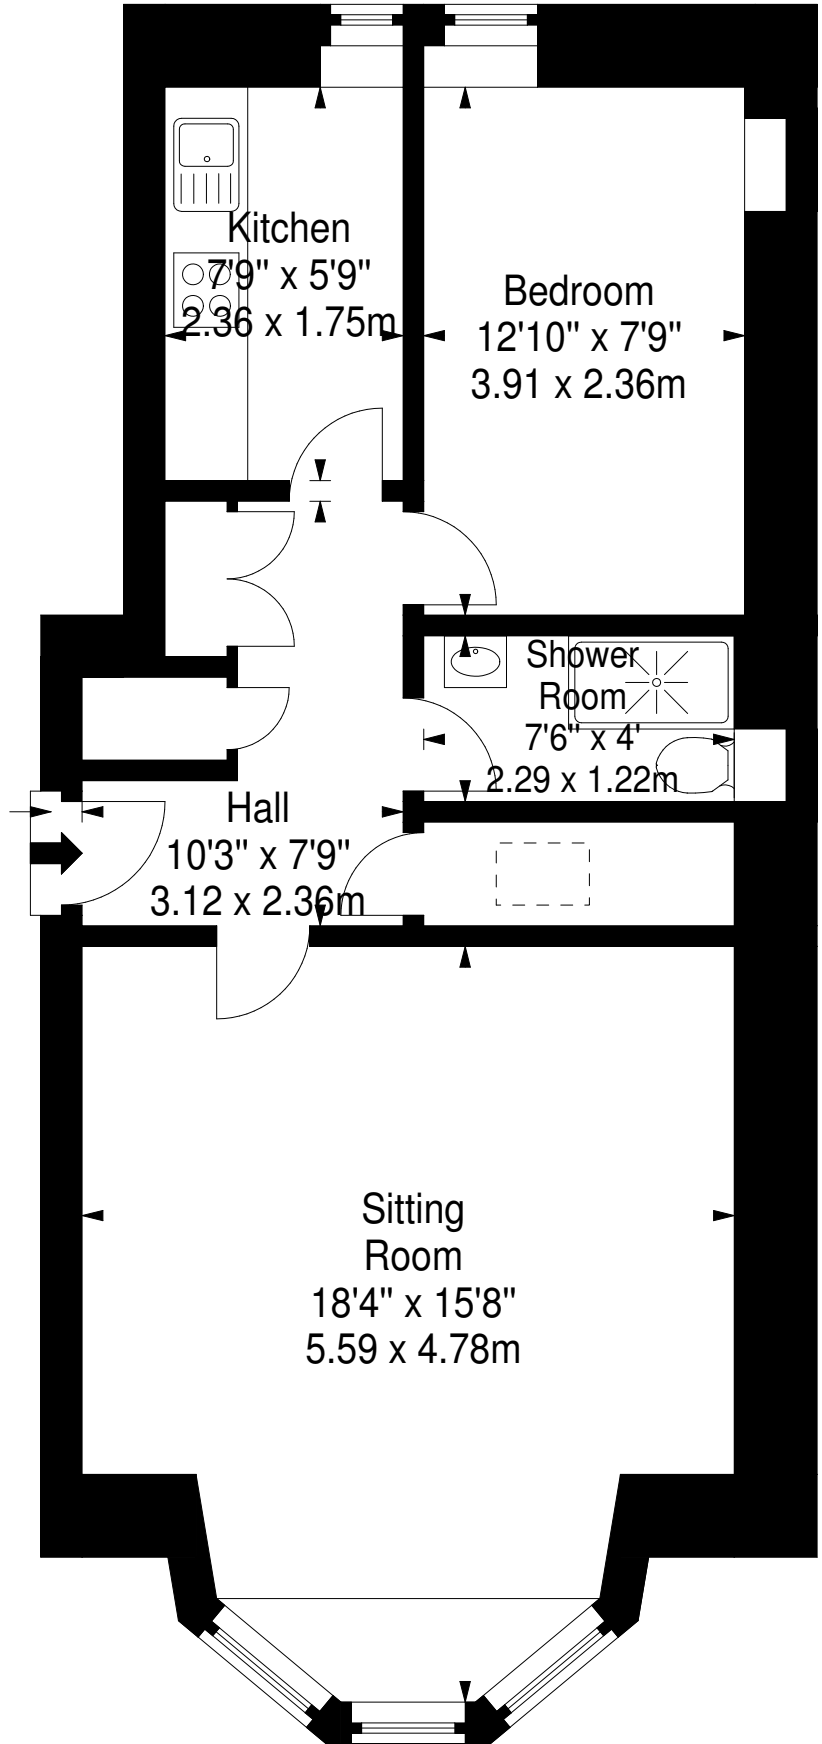 Kitchen
7'9" x 5'9"
2.36 x 1.75m
Bedroom
12'10" x 7'9"
3.91 x 2.36m
Shower
Room
7'6" x 4'
2.29 x 1.22m
Hall
10'3" x 7'9"
3.12 x 2.36m
Sitting
Room
18'4" x 15'8"
5.59 x 4.78m